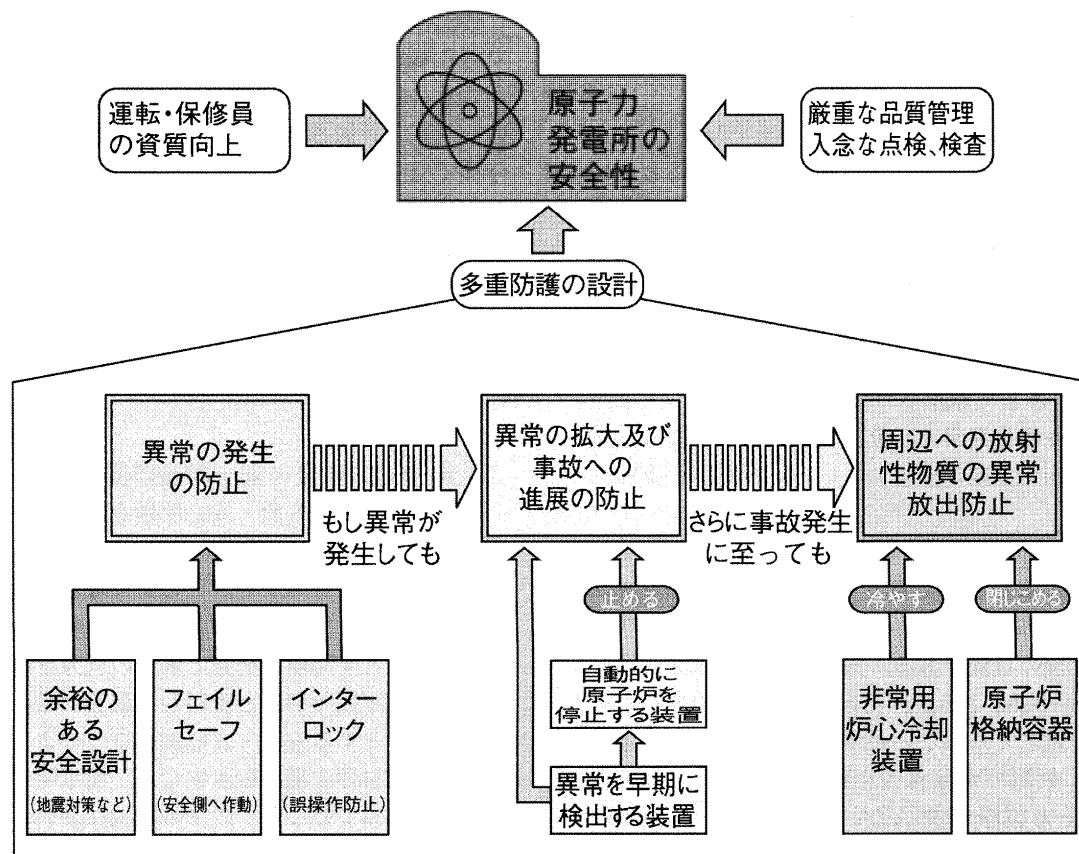 運転・保修員
の資質向上
原子力
発電所の
安全性
厳重な品質管理
入念な点検、検査
多重防護の設計
異常の発生
の防止
もし異常が
発生しても
異常の拡大及び
事故への
進展の防止
さらに事故発生
に至っても
周辺への放射
性物質の異常
放出防止
止める
冷やす
閉じこめる
余裕の
ある
安全設計
(地震対策など)
フェイル
セーフ
(安全側へ作動)
インター
ロック
(誤操作防止)
自動的に
原子炉を
停止する装置
異常を早期に
検出する装置
非常用
炉心冷却
装置
原子炉
格納容器